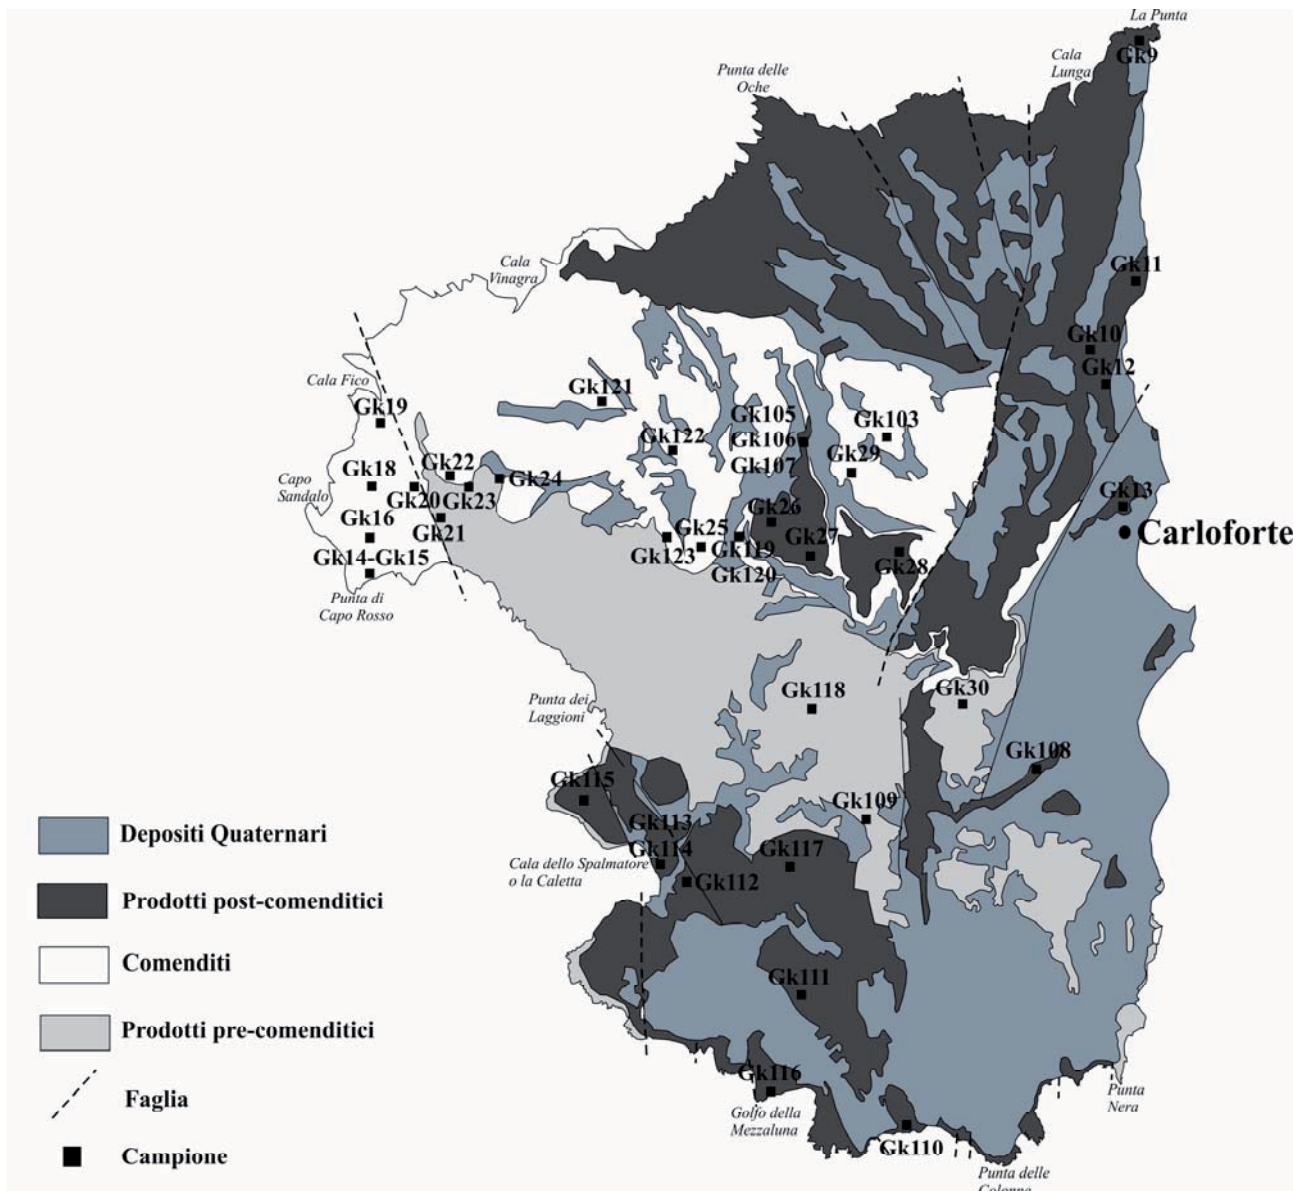 La Punta
Gk9
Cala
Lunga
Punta delle
Oche
Cala
Vinagra
Gk11
Gk10
Gk12
Cala Fico
Gk19
Gk121
Gk105
Gk106
Gk107
Gk103
Gk122
Gk29
Capo
Sandalo
Gk18
Gk22
Gk24
Gk20
Gk23
Gk13
Gk16
Gk21
Gk26
Gk25
Gk119
Gk27
Carloforte
Gk14-Gk15
Gk123
Gk120
Gk28
Punta di
Capo Rosso
Gk118
Gk30
Punta dei
Laggioni
Gk108
Gk115
Gk109
Gk113
Gk114
Gk117
Cala dello Spalmatore
o la Caletta
Gk112
Gk111
Gk116
Golfo della
Mezzaluna
Gk110
Punta
Nera
Punta delle
Depositi Quaternari
Prodotti post-comenditici
Comenditi
Prodotti pre-comenditici
Faglia
Campione